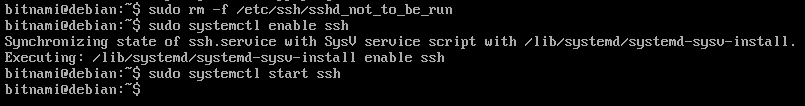 bitnami@debian:~$ sudo rm -f /etc/ssh/sshd_not_to_be_run
bitnami@debian:~$ sudo systemctl enable ssh
Synchronizing state of ssh.service with SysV service script with /lib/systemd/systemd-sysv-install.
Executing: /lib/systemd/systemd-sysv-install enable ssh
bitnami@debian:~$ sudo systemctl start ssh
bitnami@debian:~$